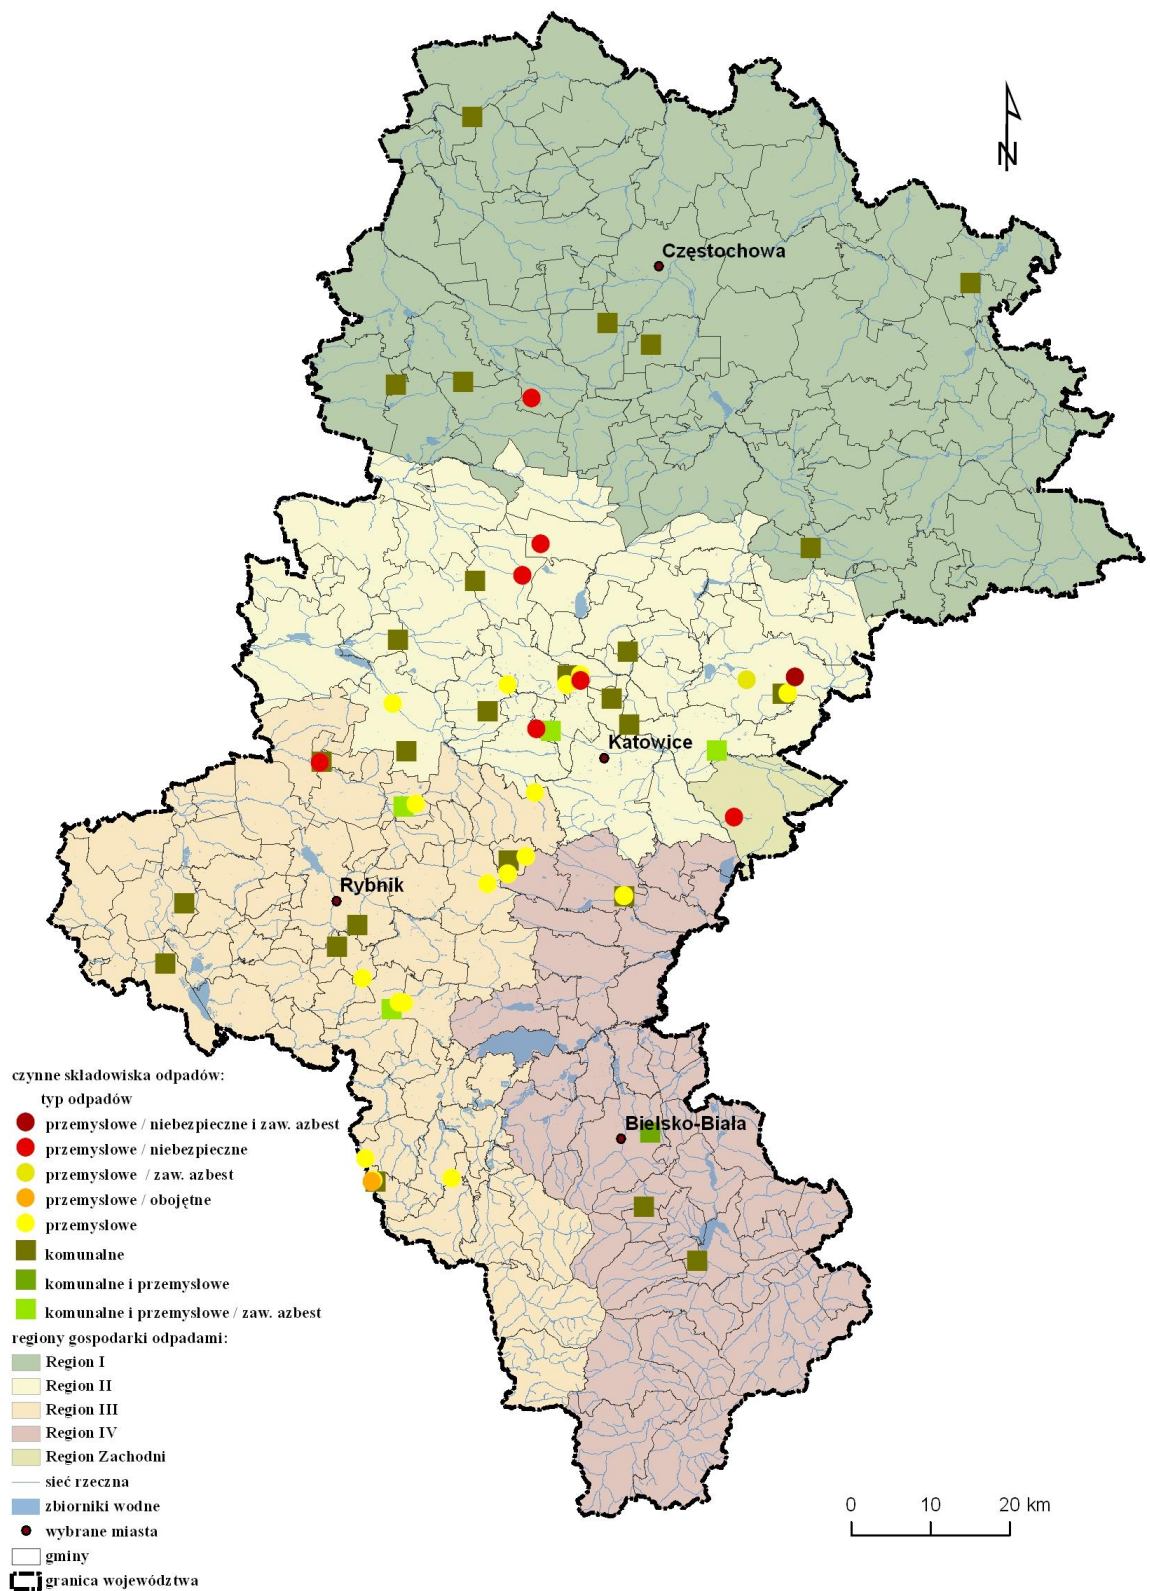 N
Częstochowa
Katowice
Rybnik
Bielsko-Biała
czynne składowiska odpadów:
typ odpadów
przemysłowe / niebezpieczne i zaw. azbest
przemysłowe / niebezpieczne
przemysłowe / zaw. azbest
przemysłowe / obojętne
przemysłowe
komunalne
komunalne i przemysłowe
komunalne i przemysłowe / zaw. azbest
regiony gospodarki odpadami:
Region I
Region II
Region III
Region IV
Region Zachodni
sieć rzeczna
zbiorniki wodne
wybrane miasta
gminy
granica województwa
0 10 20 km